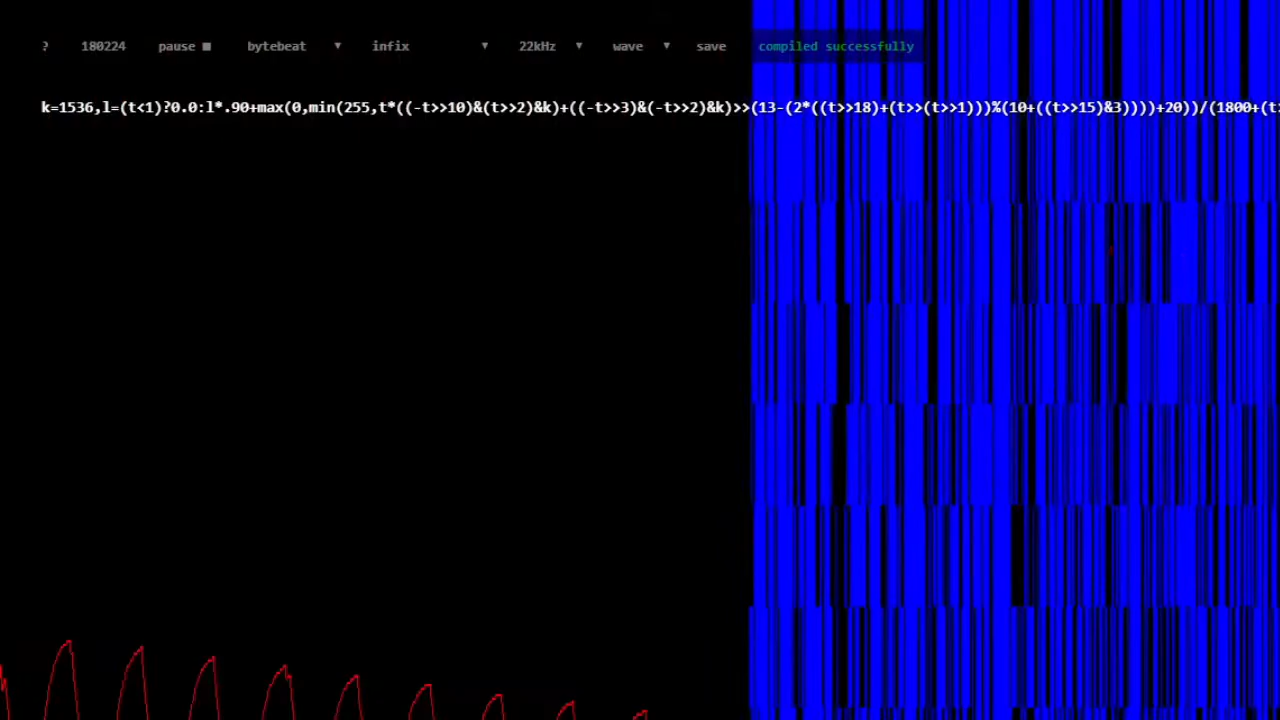 ? 180224 pause ■ bytebeat ▼ infix ▼ 22kHz ▼ wave ▼ save compiled successfully
k=1536,l=(t<1)?0.0:l*.90+max(0,min(255,t*((-t>>10)&(t>>2)&k)+((-t>>3)&(-t>>2)&k)>>(13-(2*((t>>18)+(t>>(t>>1)))%(10+((t>>15)&3))))+20))/(1800+(t>